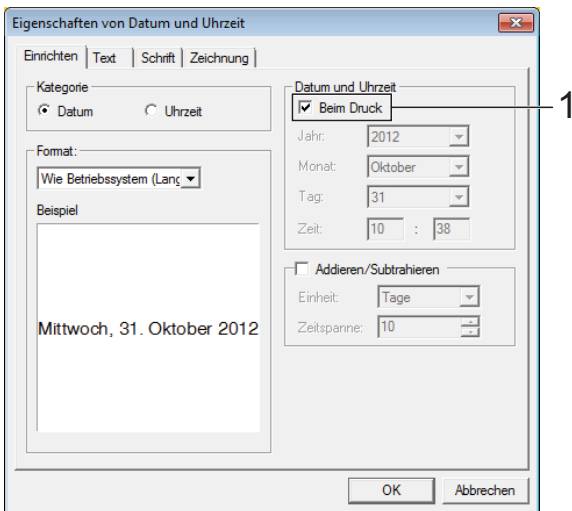 Eigenschaften von Datum und Uhrzeit
Einrichten Text Schrift Zeichnung
Kategorie
Datum Uhrzeit
Format:
Wie Betriebssystem (Lang
Beispiel
Mittwoch, 31. Oktober 2012
Datum und Uhrzeit
Beim Druck
1
Jahr: 2012
Monat: Oktober
Tag: 31
Zeit: 10 : 38
Addieren/Subtrahieren
Einheit: Tage
Zeitspanne: 10
OK Abbrechen